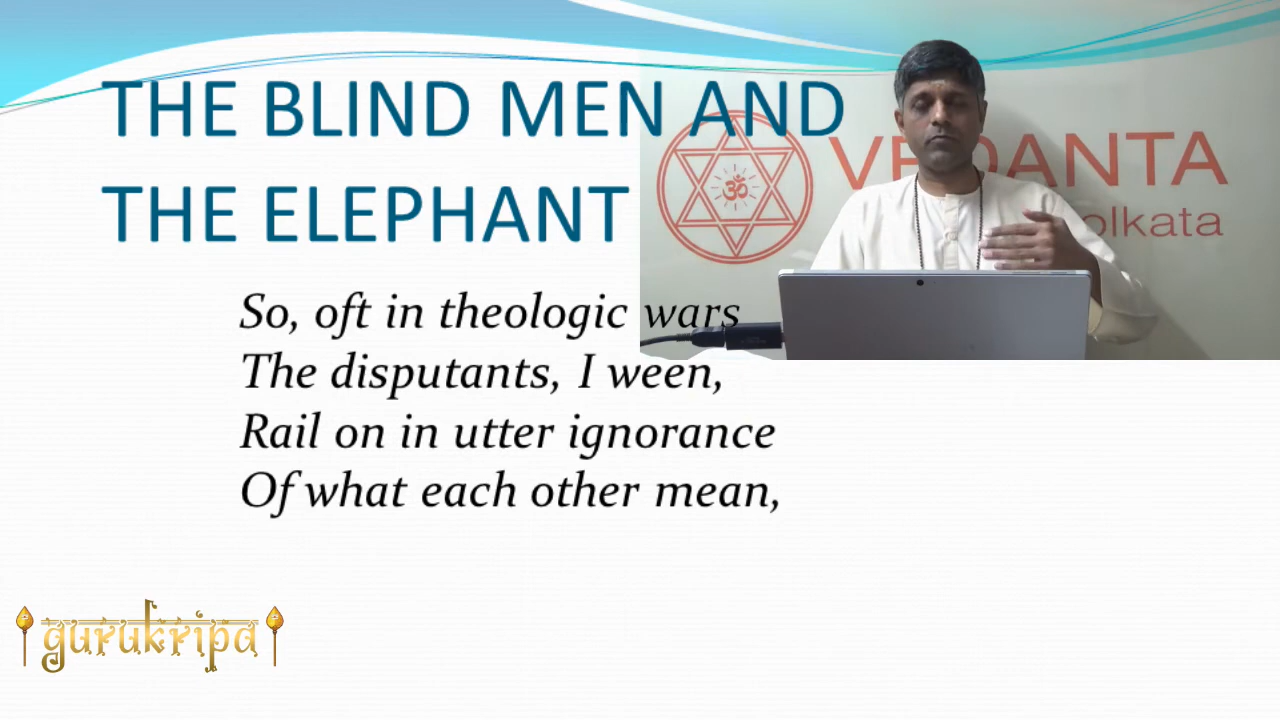 THE BLIND MEN AND
THE ELEPHANT
VEDANTA
olkata
ॐ
So, oft in theologic wars
The disputants, I ween,
Rail on in utter ignorance
Of what each other mean,
gurukripa